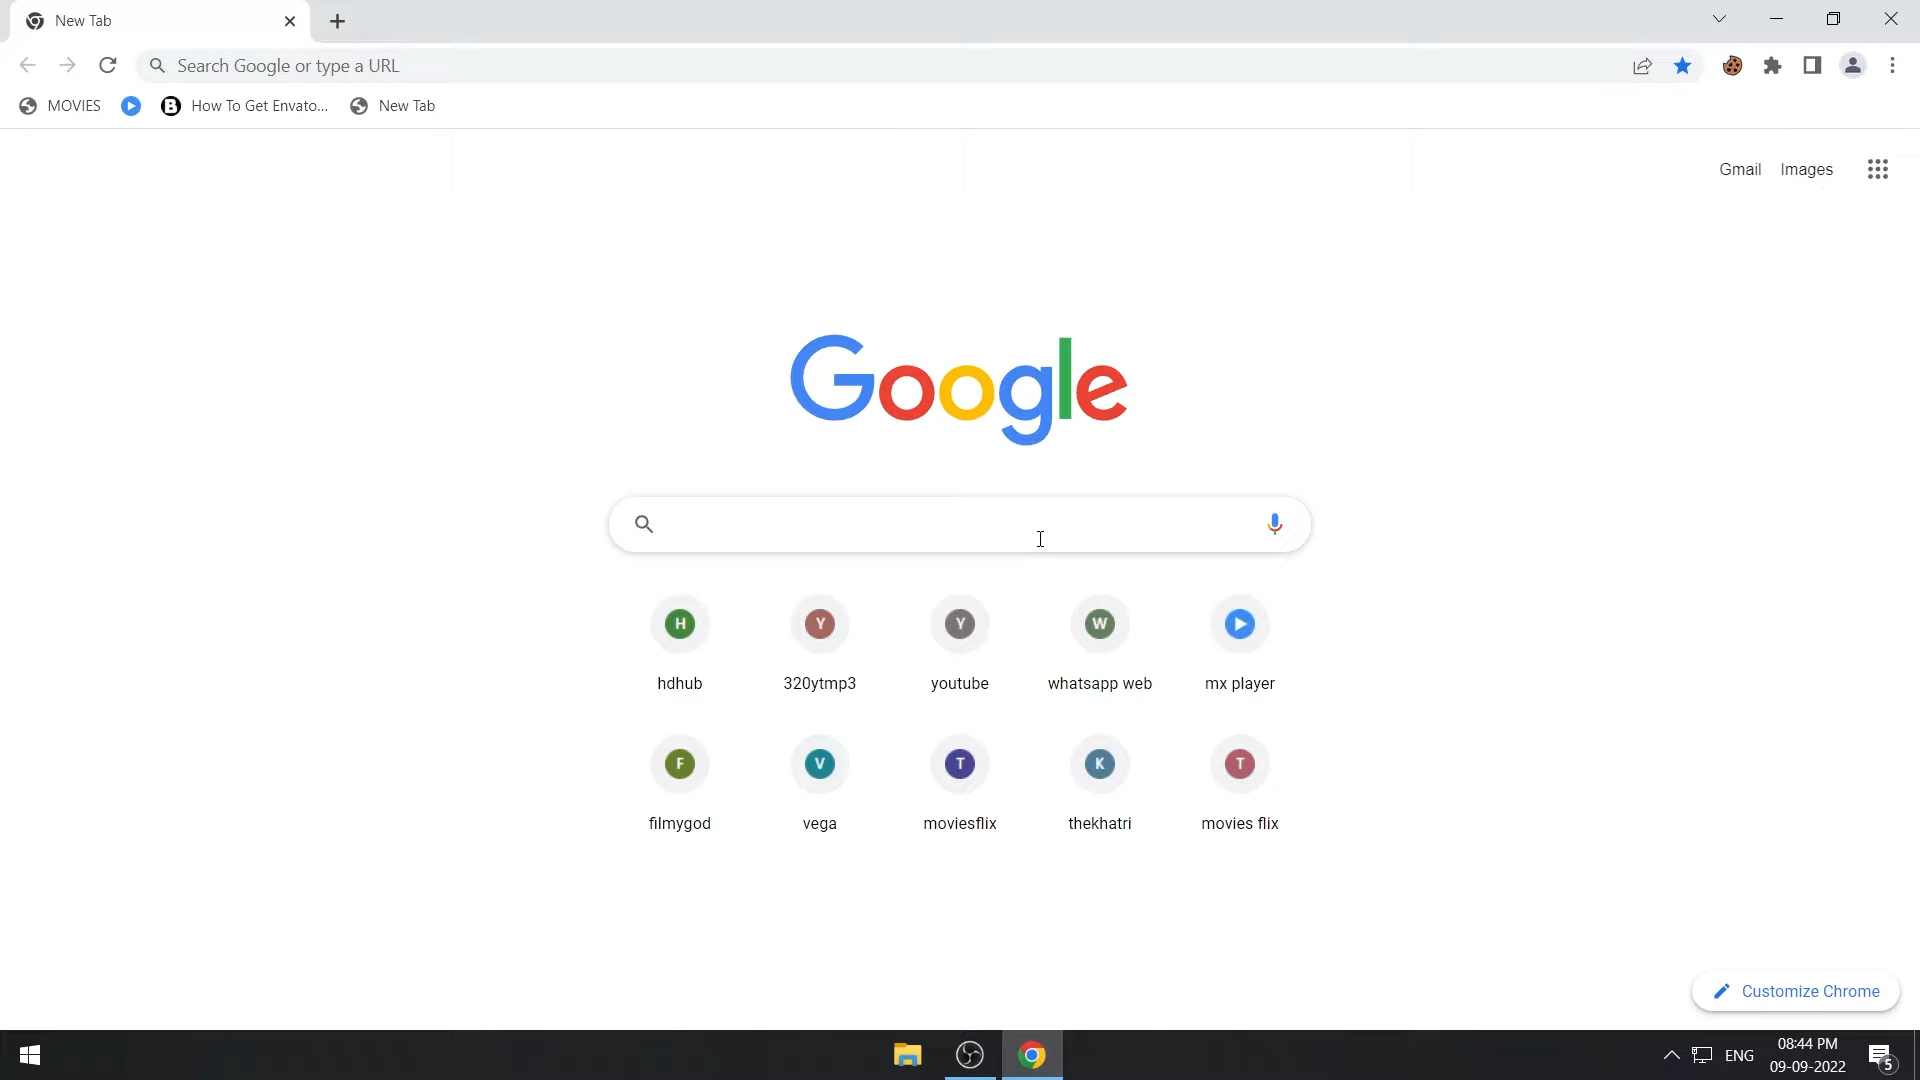 New Tab
Search Google or type a URL
MOVIES
B How To Get Envato...
New Tab
Gmail Images
Google
H Y Y W
hdhub 320ytmp3 youtube whatsapp web mx player
F V T K T
filmygod vega moviesflix thekhatri movies flix
Customize Chrome
ENG
08:44 PM
09-09-2022
5